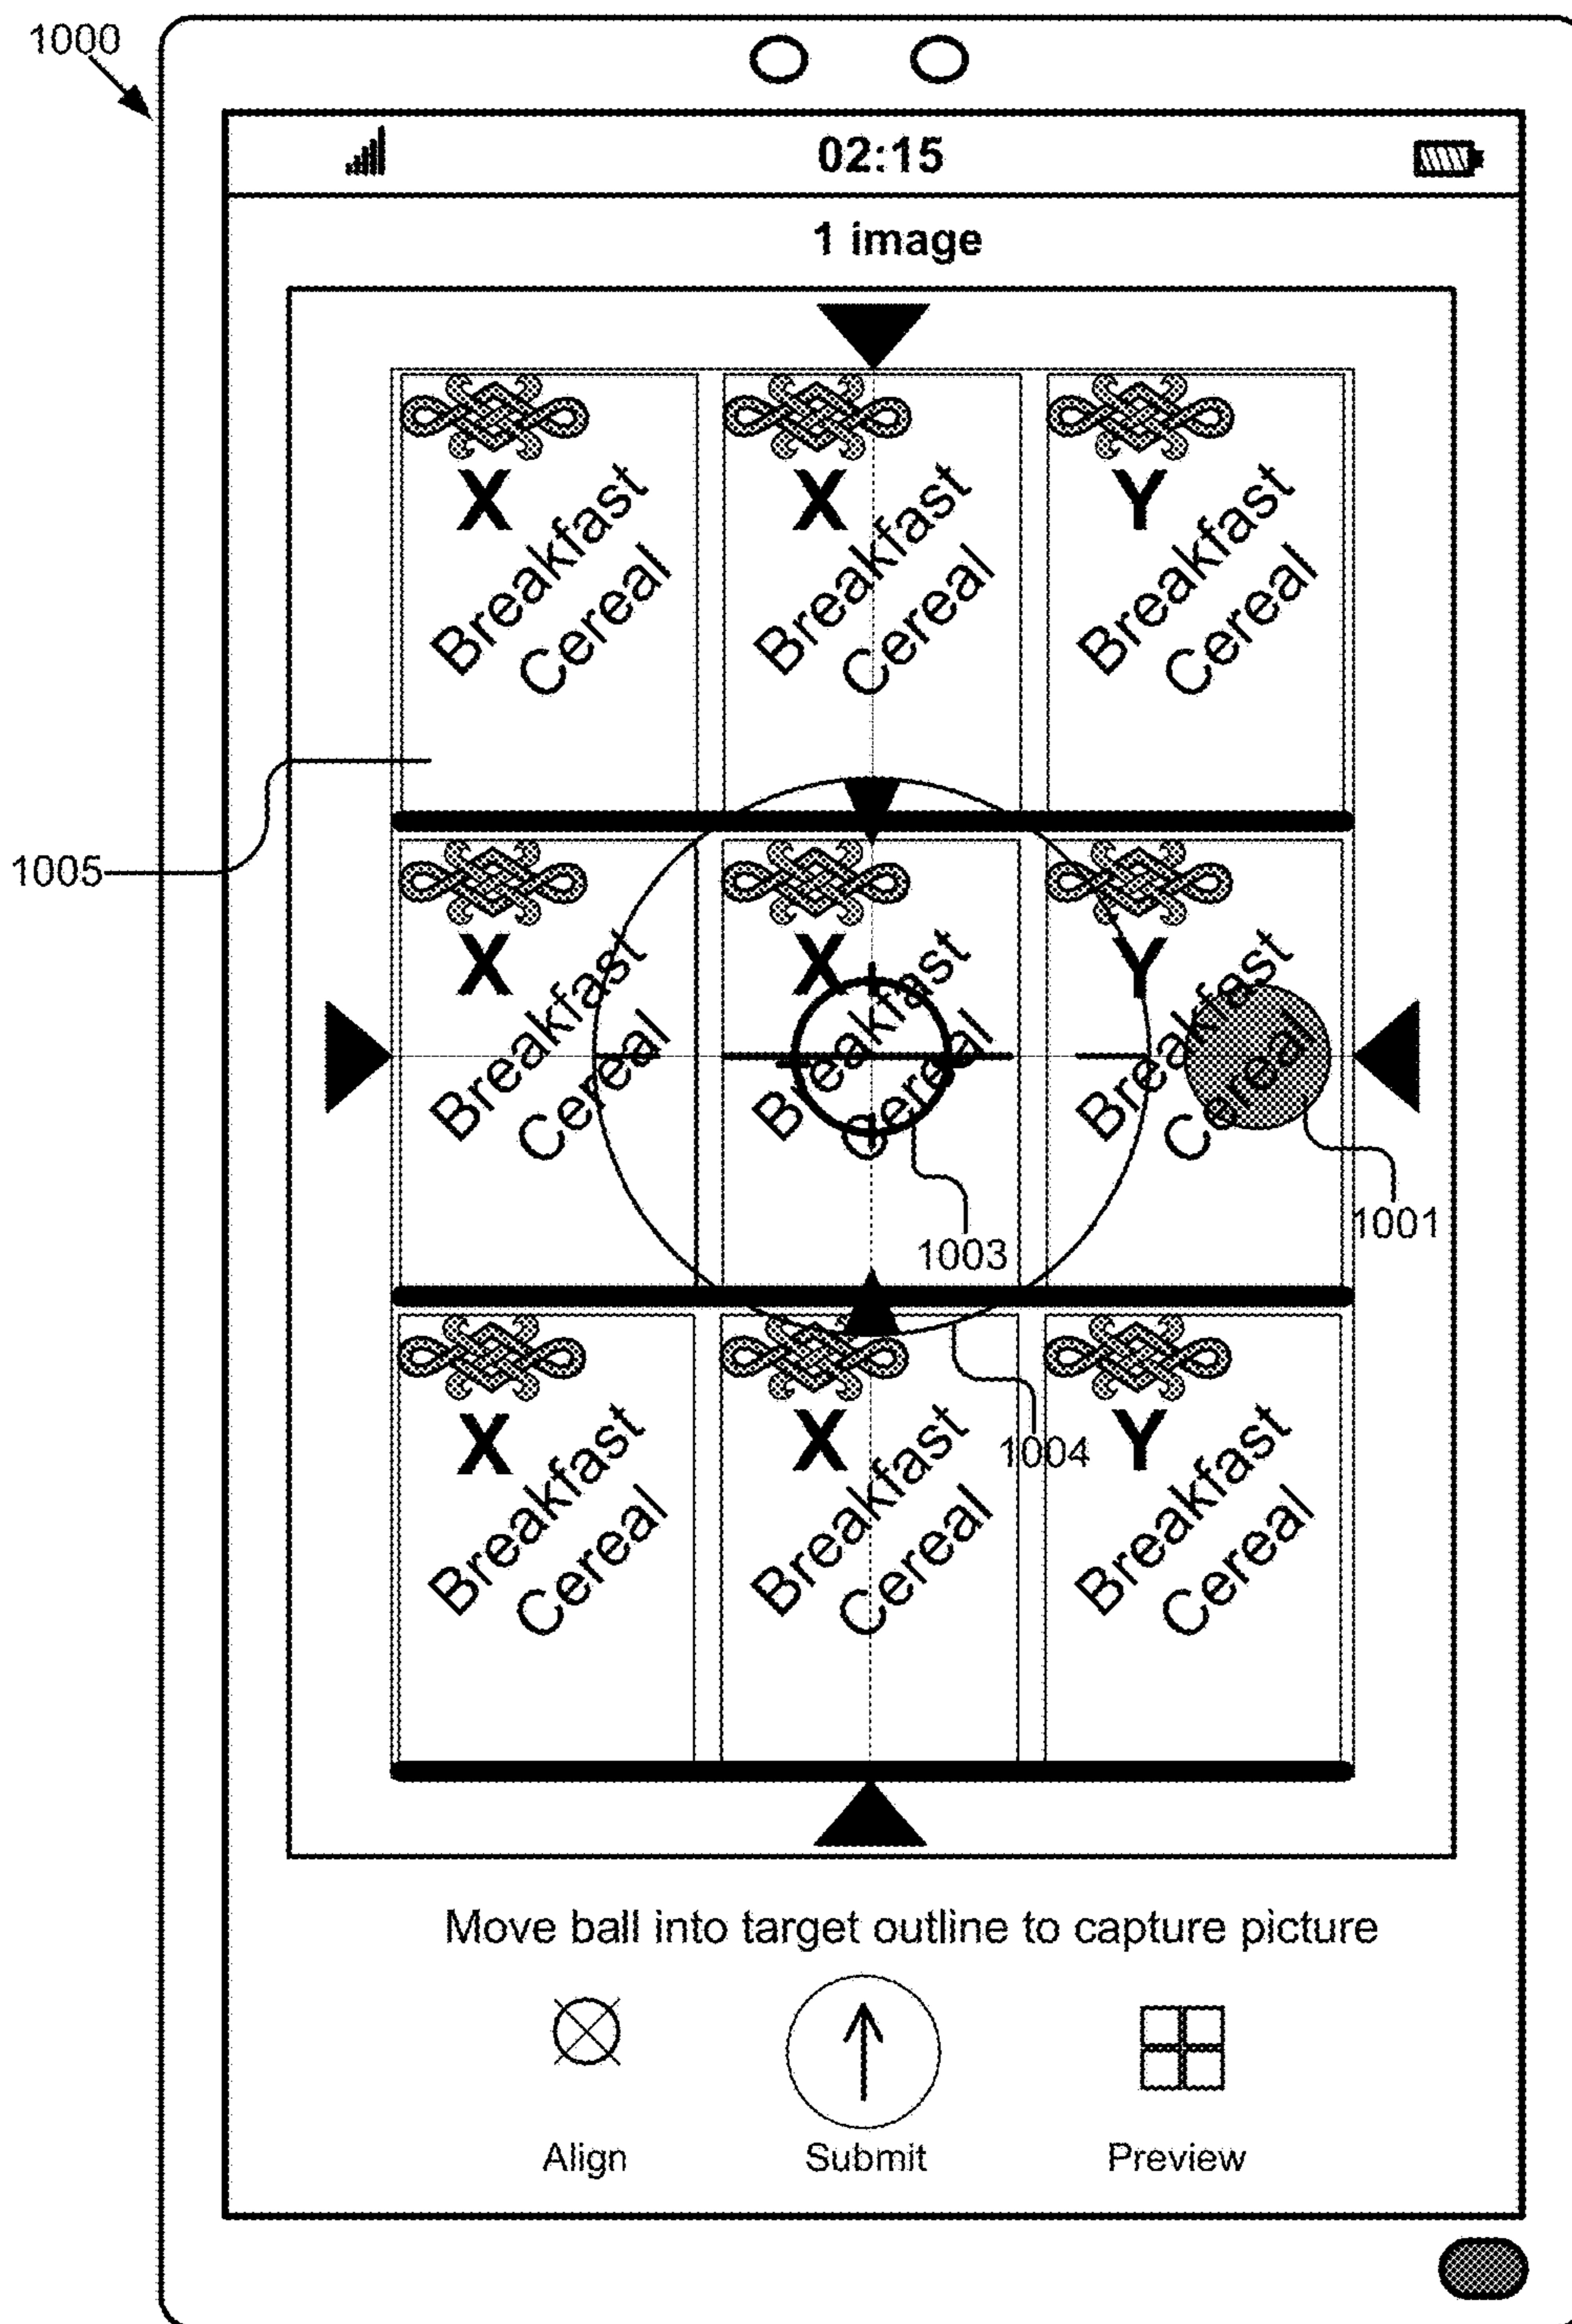 1000
02:15
1 image
X
Breakfast
Cereal
X
Breakfast
Cereal
Y
Breakfast
Cereal
1005
X
Breakfast
Cereal
X
Breakfast
Cereal
Y
Breakfast
Cereal
1001
1003
X
Breakfast
Cereal
X
Breakfast
Cereal
1004
Y
Breakfast
Cereal
Move ball into target outline to capture picture
Align
Submit
Preview